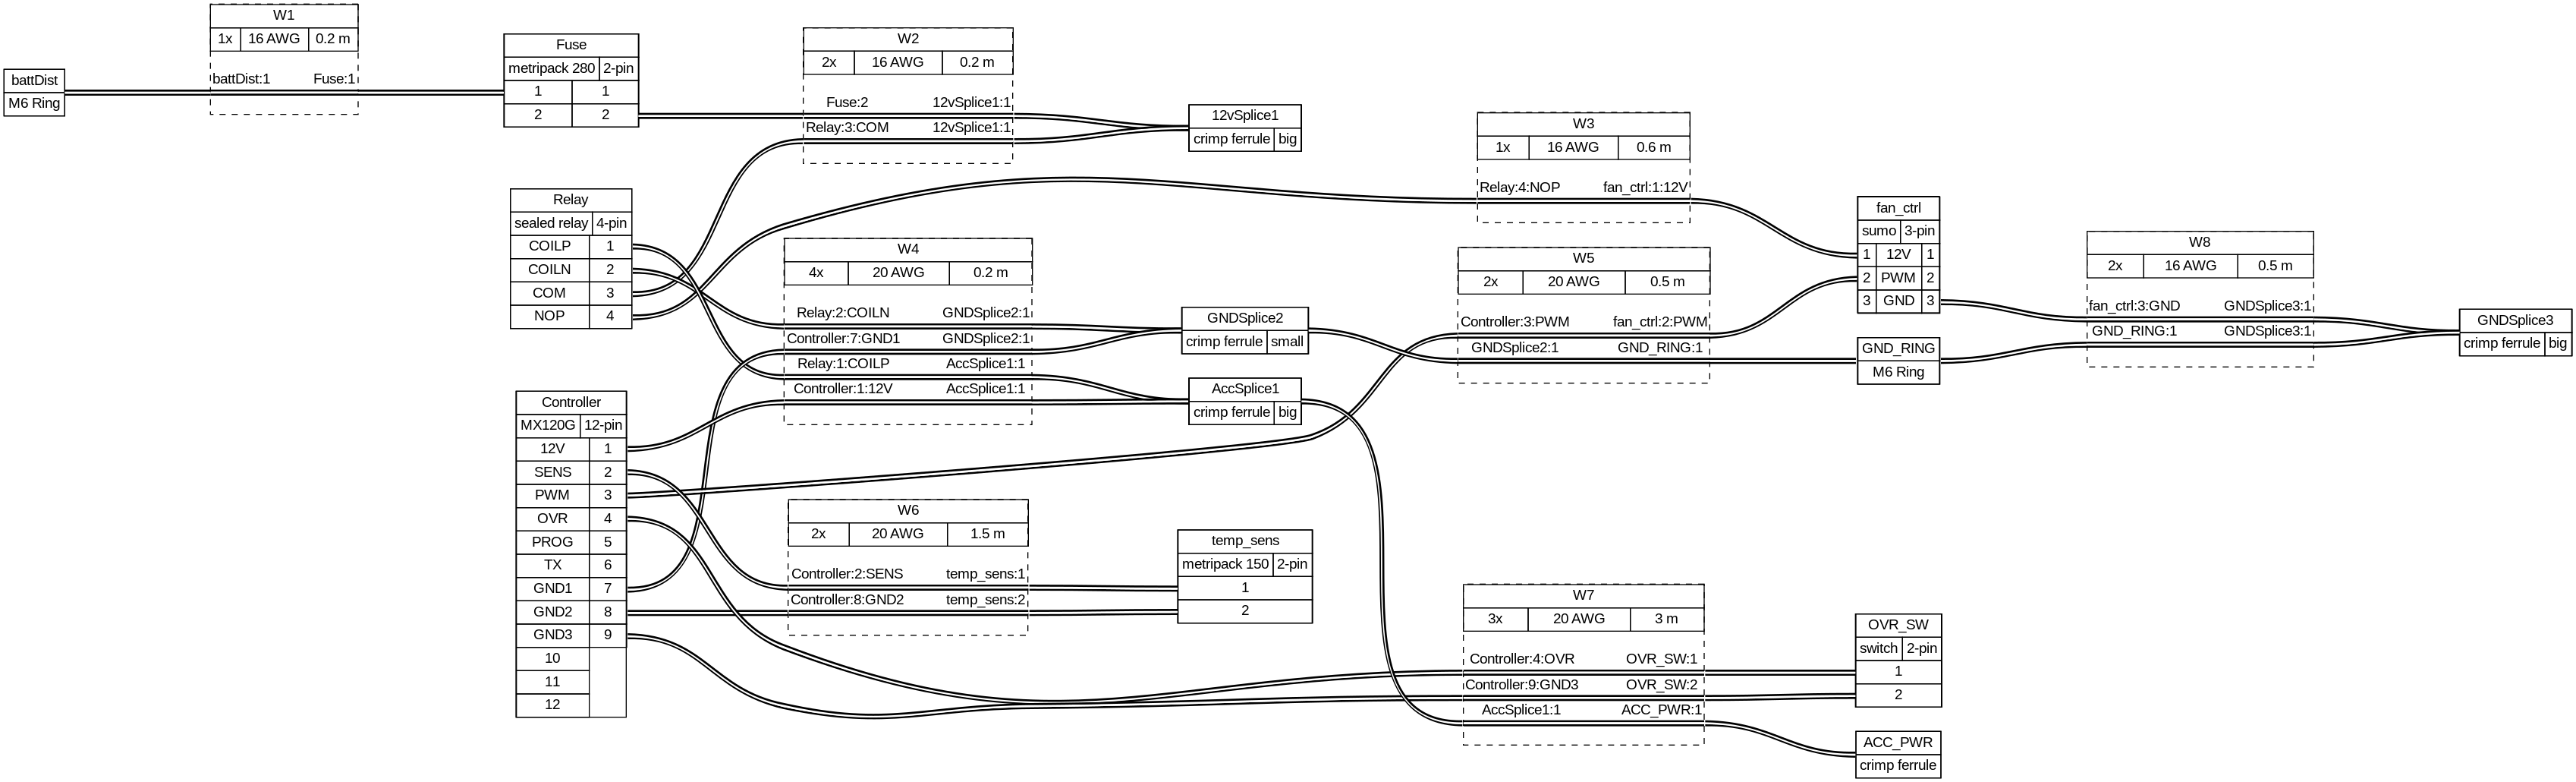 W1
1x 16 AWG 0.2 m
battDist:1 Fuse:1
battDist
M6 Ring
Fuse
metripack 280 2-pin
1 1
2 2
W2
2x 16 AWG 0.2 m
Fuse:2 12vSplice1:1
Relay:3:COM 12vSplice1:1
12vSplice1
crimp ferrule big
Relay
sealed relay 4-pin
COILP 1
COILN 2
COM 3
NOP 4
W3
1x 16 AWG 0.6 m
Relay:4:NOP fan_ctrl:1:12V
W4
4x 20 AWG 0.2 m
Relay:2:COILN GNDSplice2:1
Controller:7:GND1 GNDSplice2:1
Relay:1:COILP AccSplice1:1
Controller:1:12V AccSplice1:1
GNDSplice2
crimp ferrule small
AccSplice1
crimp ferrule big
W5
2x 20 AWG 0.5 m
Controller:3:PWM fan_ctrl:2:PWM
GNDSplice2:1 GND_RING:1
fan_ctrl
sumo 3-pin
1 12V 1
2 PWM 2
3 GND 3
GND_RING
M6 Ring
W8
2x 16 AWG 0.5 m
fan_ctrl:3:GND GNDSplice3:1
GND_RING:1 GNDSplice3:1
GNDSplice3
crimp ferrule big
Controller
MX120G 12-pin
12V 1
SENS 2
PWM 3
OVR 4
PROG 5
TX 6
GND1 7
GND2 8
GND3 9
10
11
12
W6
2x 20 AWG 1.5 m
Controller:2:SENS temp_sens:1
Controller:8:GND2 temp_sens:2
temp_sens
metripack 150 2-pin
1
2
W7
3x 20 AWG 3 m
Controller:4:OVR OVR_SW:1
Controller:9:GND3 OVR_SW:2
AccSplice1:1 ACC_PWR:1
OVR_SW
switch 2-pin
1
2
ACC_PWR
crimp ferrule